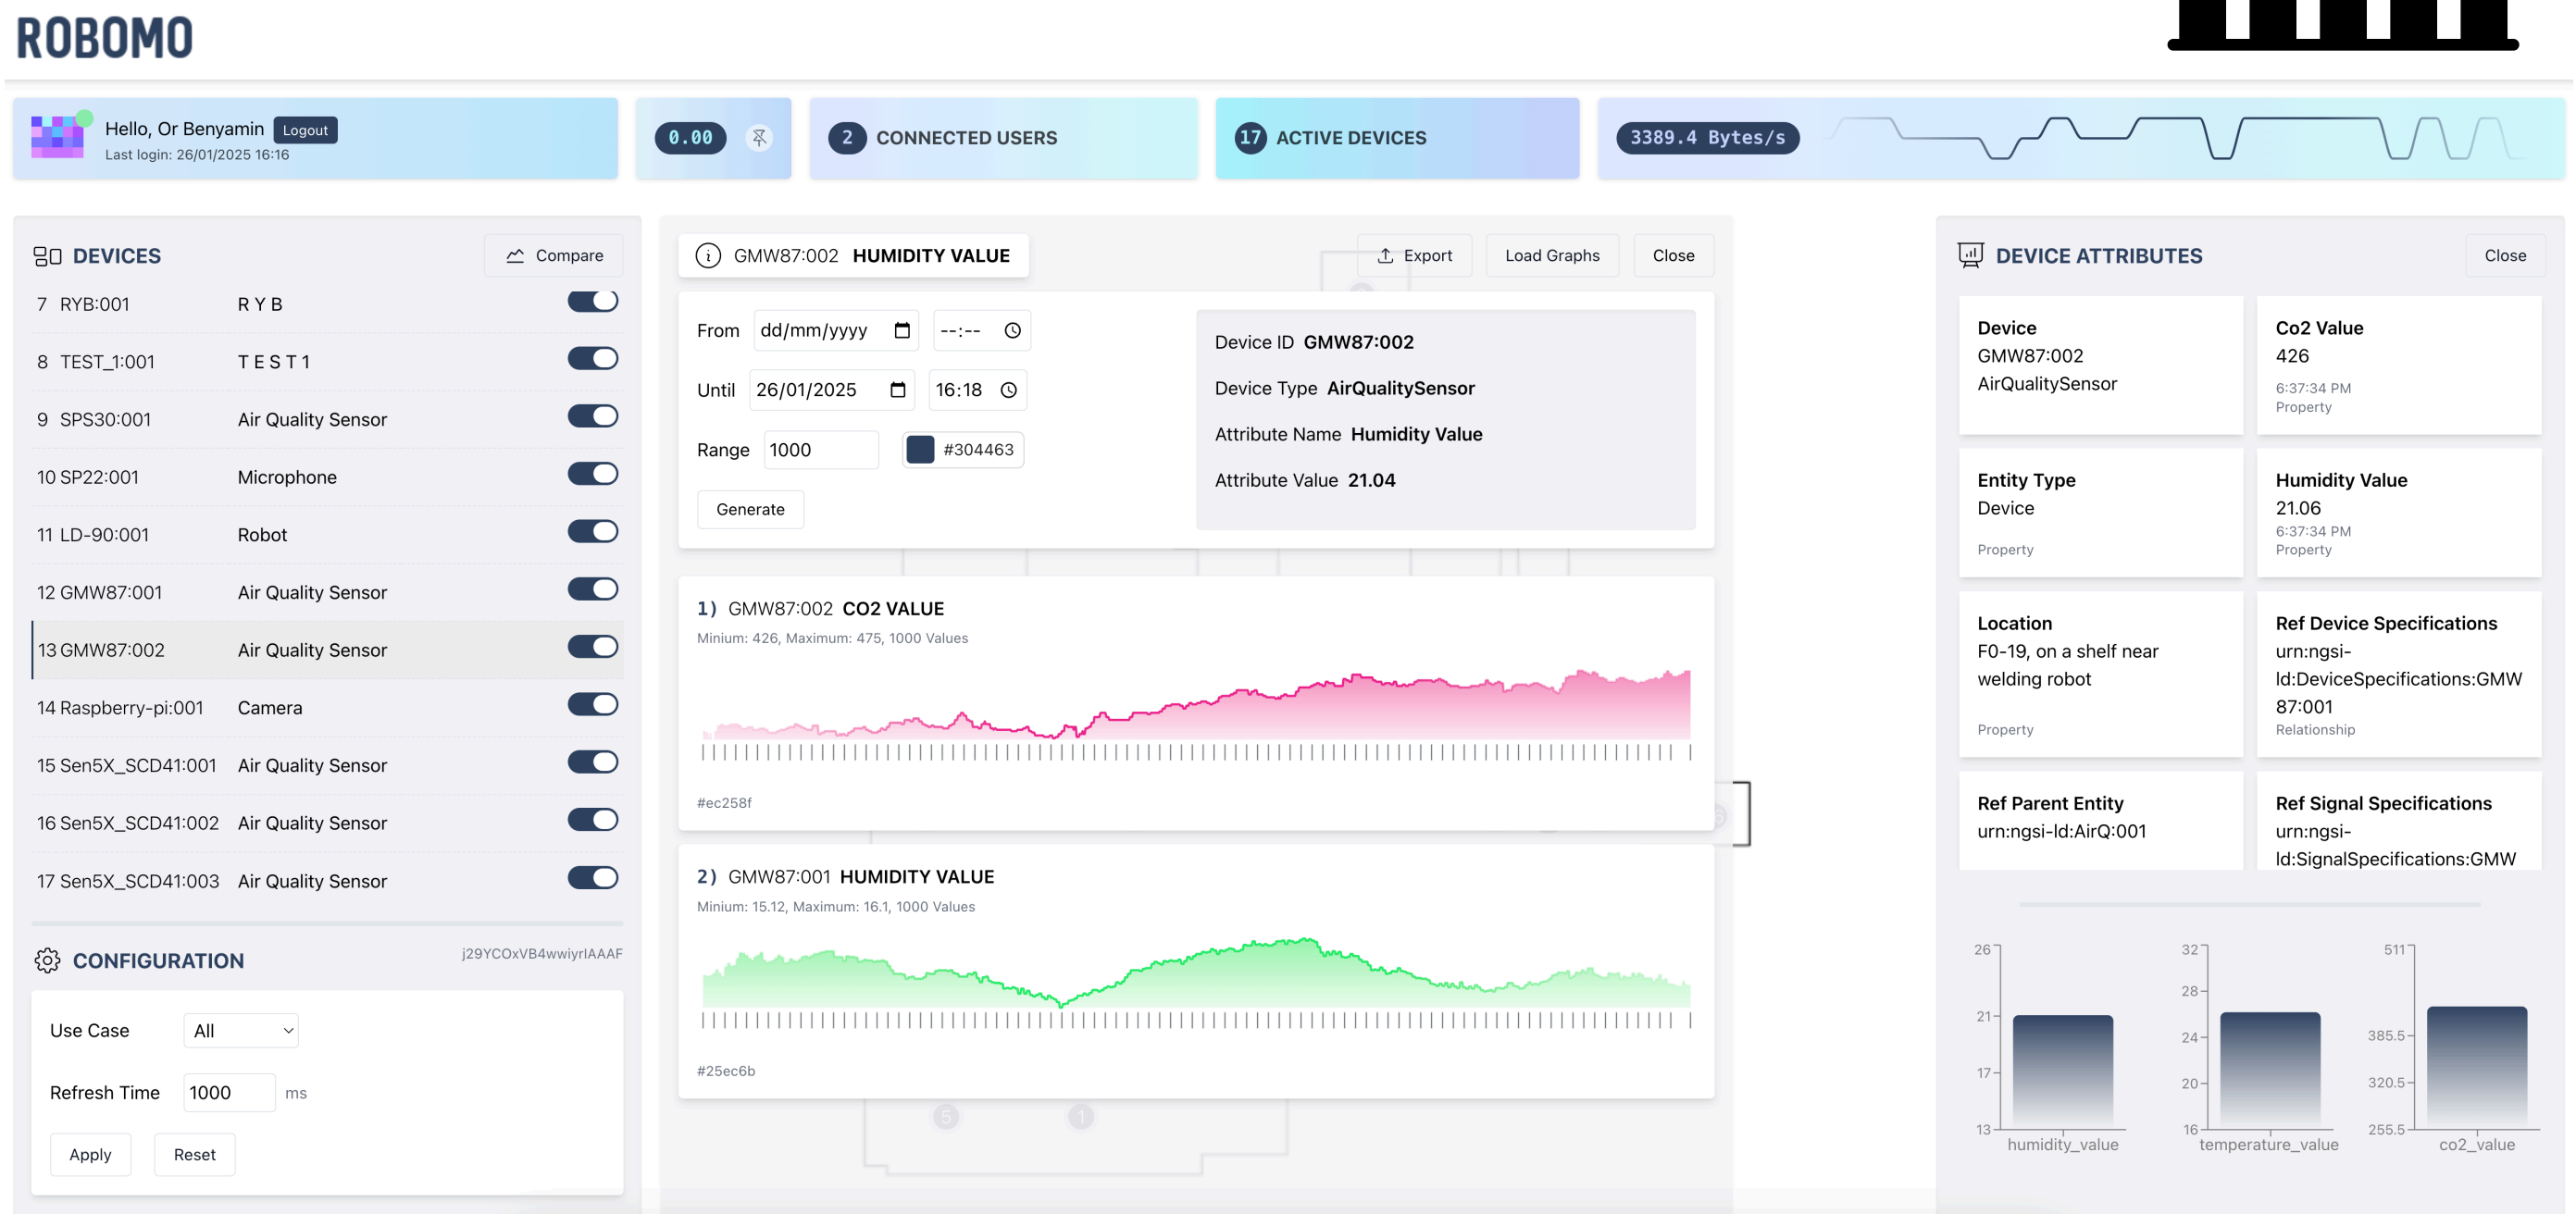 ROBOMO
Hello, Or Benyamin Logout
Last login: 26/01/2025 16:16
0.00
2 CONNECTED USERS
17 ACTIVE DEVICES
3389.4 Bytes/s
DEVICES Compare
7 RYB:001 R Y B
8 TEST_1:001 T E S T 1
9 SPS30:001 Air Quality Sensor
10 SP22:001 Microphone
11 LD-90:001 Robot
12 GMW87:001 Air Quality Sensor
13 GMW87:002 Air Quality Sensor
14 Raspberry-pi:001 Camera
15 Sen5X_SCD41:001 Air Quality Sensor
16 Sen5X_SCD41:002 Air Quality Sensor
17 Sen5X_SCD41:003 Air Quality Sensor
CONFIGURATION
Use Case All
Refresh Time 1000 ms
Apply Reset
GMW87:002 HUMIDITY VALUE Export Load Graphs Close
From dd/mm/yyyy --:--
Until 26/01/2025 16:18
Range 1000 #304463
Generate
Device ID GMW87:002
Device Type AirQualitySensor
Attribute Name Humidity Value
Attribute Value 21.04
1) GMW87:002 CO2 VALUE
Minium: 426, Maximum: 475, 1000 Values
#ec258f
2) GMW87:001 HUMIDITY VALUE
Minium: 15.12, Maximum: 16.1, 1000 Values
#25ec6b
5 1
DEVICE ATTRIBUTES Close
Device
GMW87:002
AirQualitySensor
Co2 Value
426
6:37:34 PM
Property
Entity Type
Device
Property
Humidity Value
21.06
6:37:34 PM
Property
Location
F0-19, on a shelf near
welding robot
Property
Ref Device Specifications
urn:ngsi-
ld:DeviceSpecifications:GMW
87:001
Relationship
Ref Parent Entity
urn:ngsi-ld:AirQ:001
Ref Signal Specifications
urn:ngsi-
ld:SignalSpecifications:GMW
26
21
17
13
humidity_value
32
28
24
20
16
temperature_value
511
385.5
320.5
255.5
co2_value